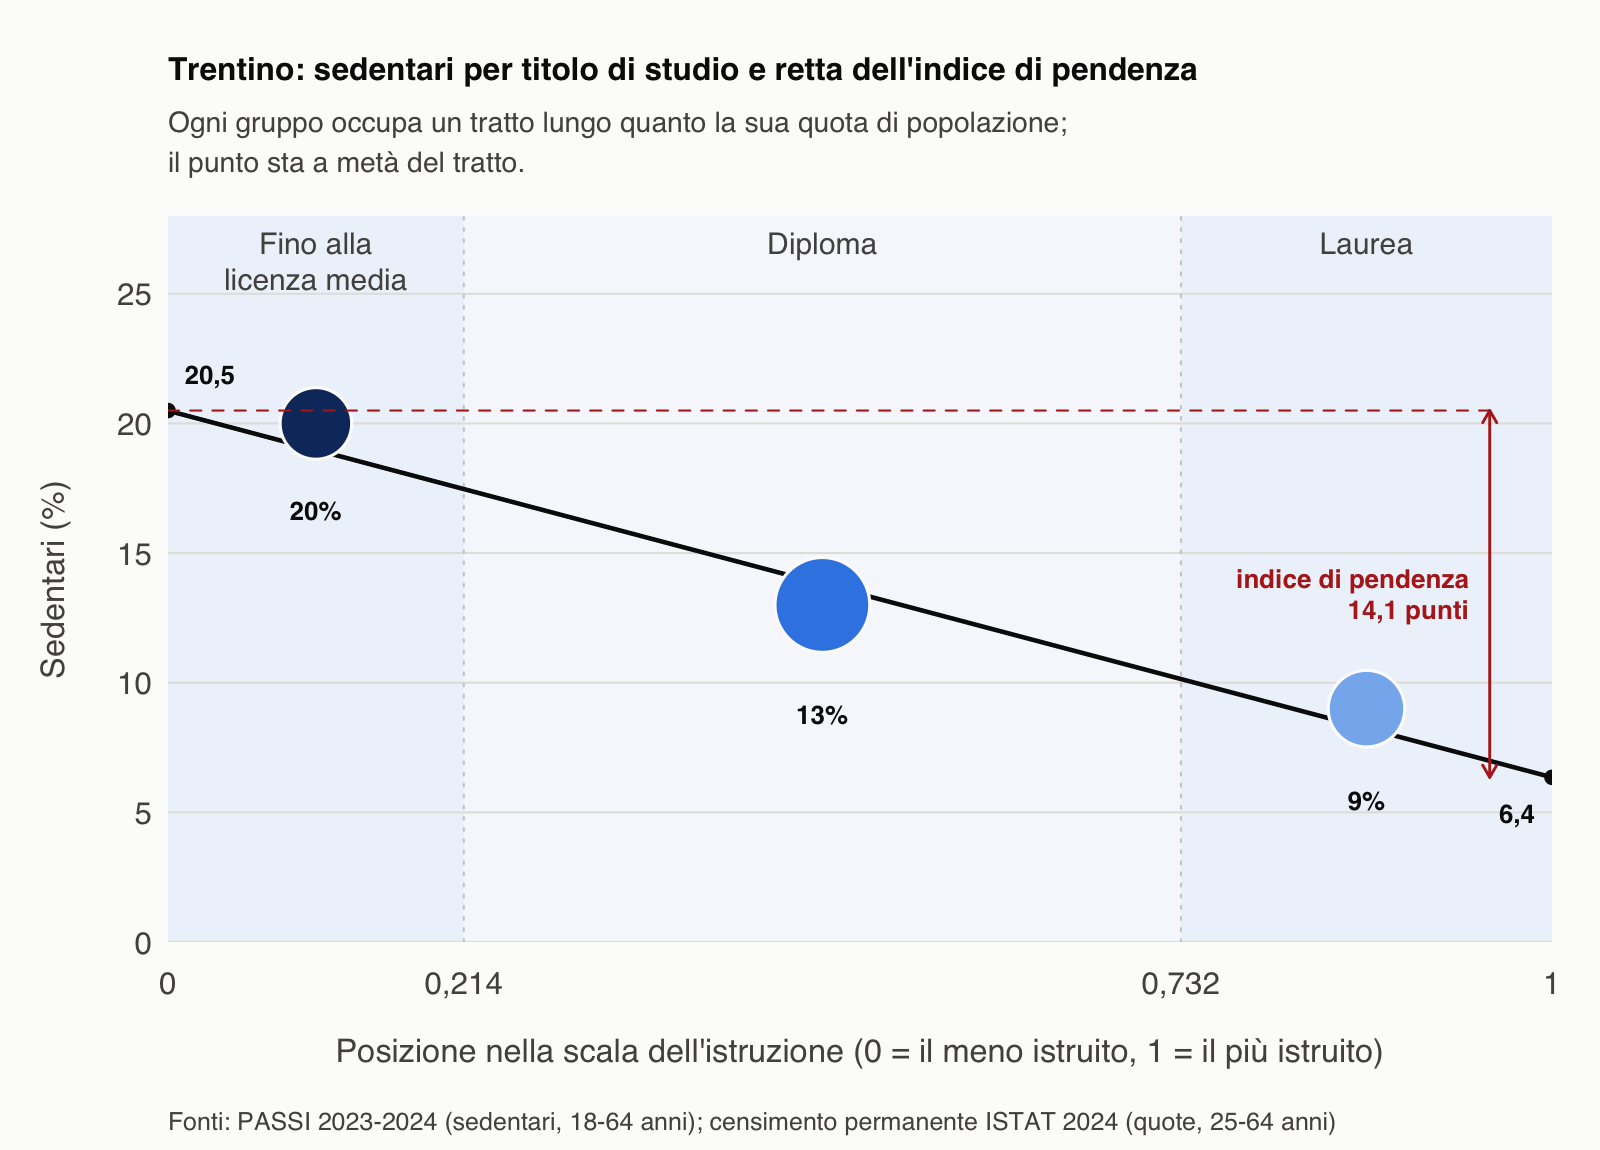 Trentino: sedentari per titolo di studio e retta dell'indice di pendenza
Ogni gruppo occupa un tratto lungo quanto la sua quota di popolazione;
il punto sta a metà del tratto.
Fino alla
licenza media
Diploma
Laurea
25
20
15
10
5
0
Sedentari (%)
20,5
20%
13%
indice di pendenza
14,1 punti
9%
6,4
0
0,214
0,732
1
Posizione nella scala dell'istruzione (0 = il meno istruito, 1 = il più istruito)
Fonti: PASSI 2023-2024 (sedentari, 18-64 anni); censimento permanente ISTAT 2024 (quote, 25-64 anni)